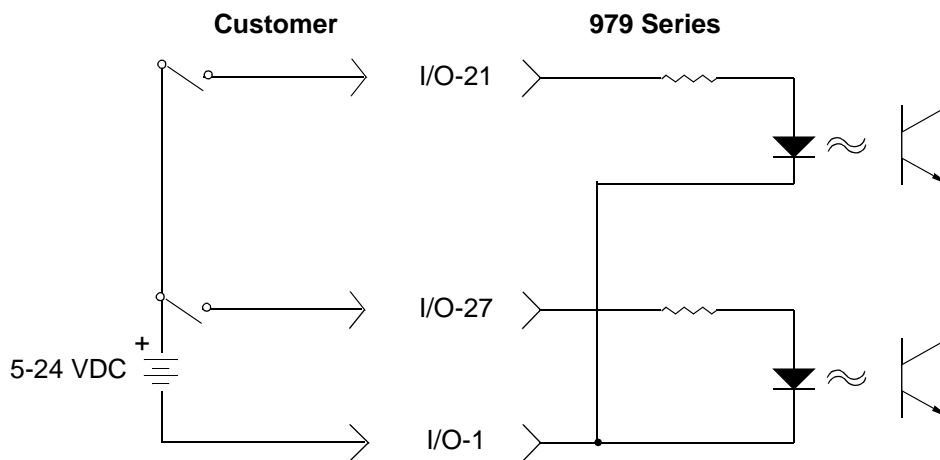 Customer
979 Series
I/O-21
I/O-27
+
5-24 VDC
I/O-1